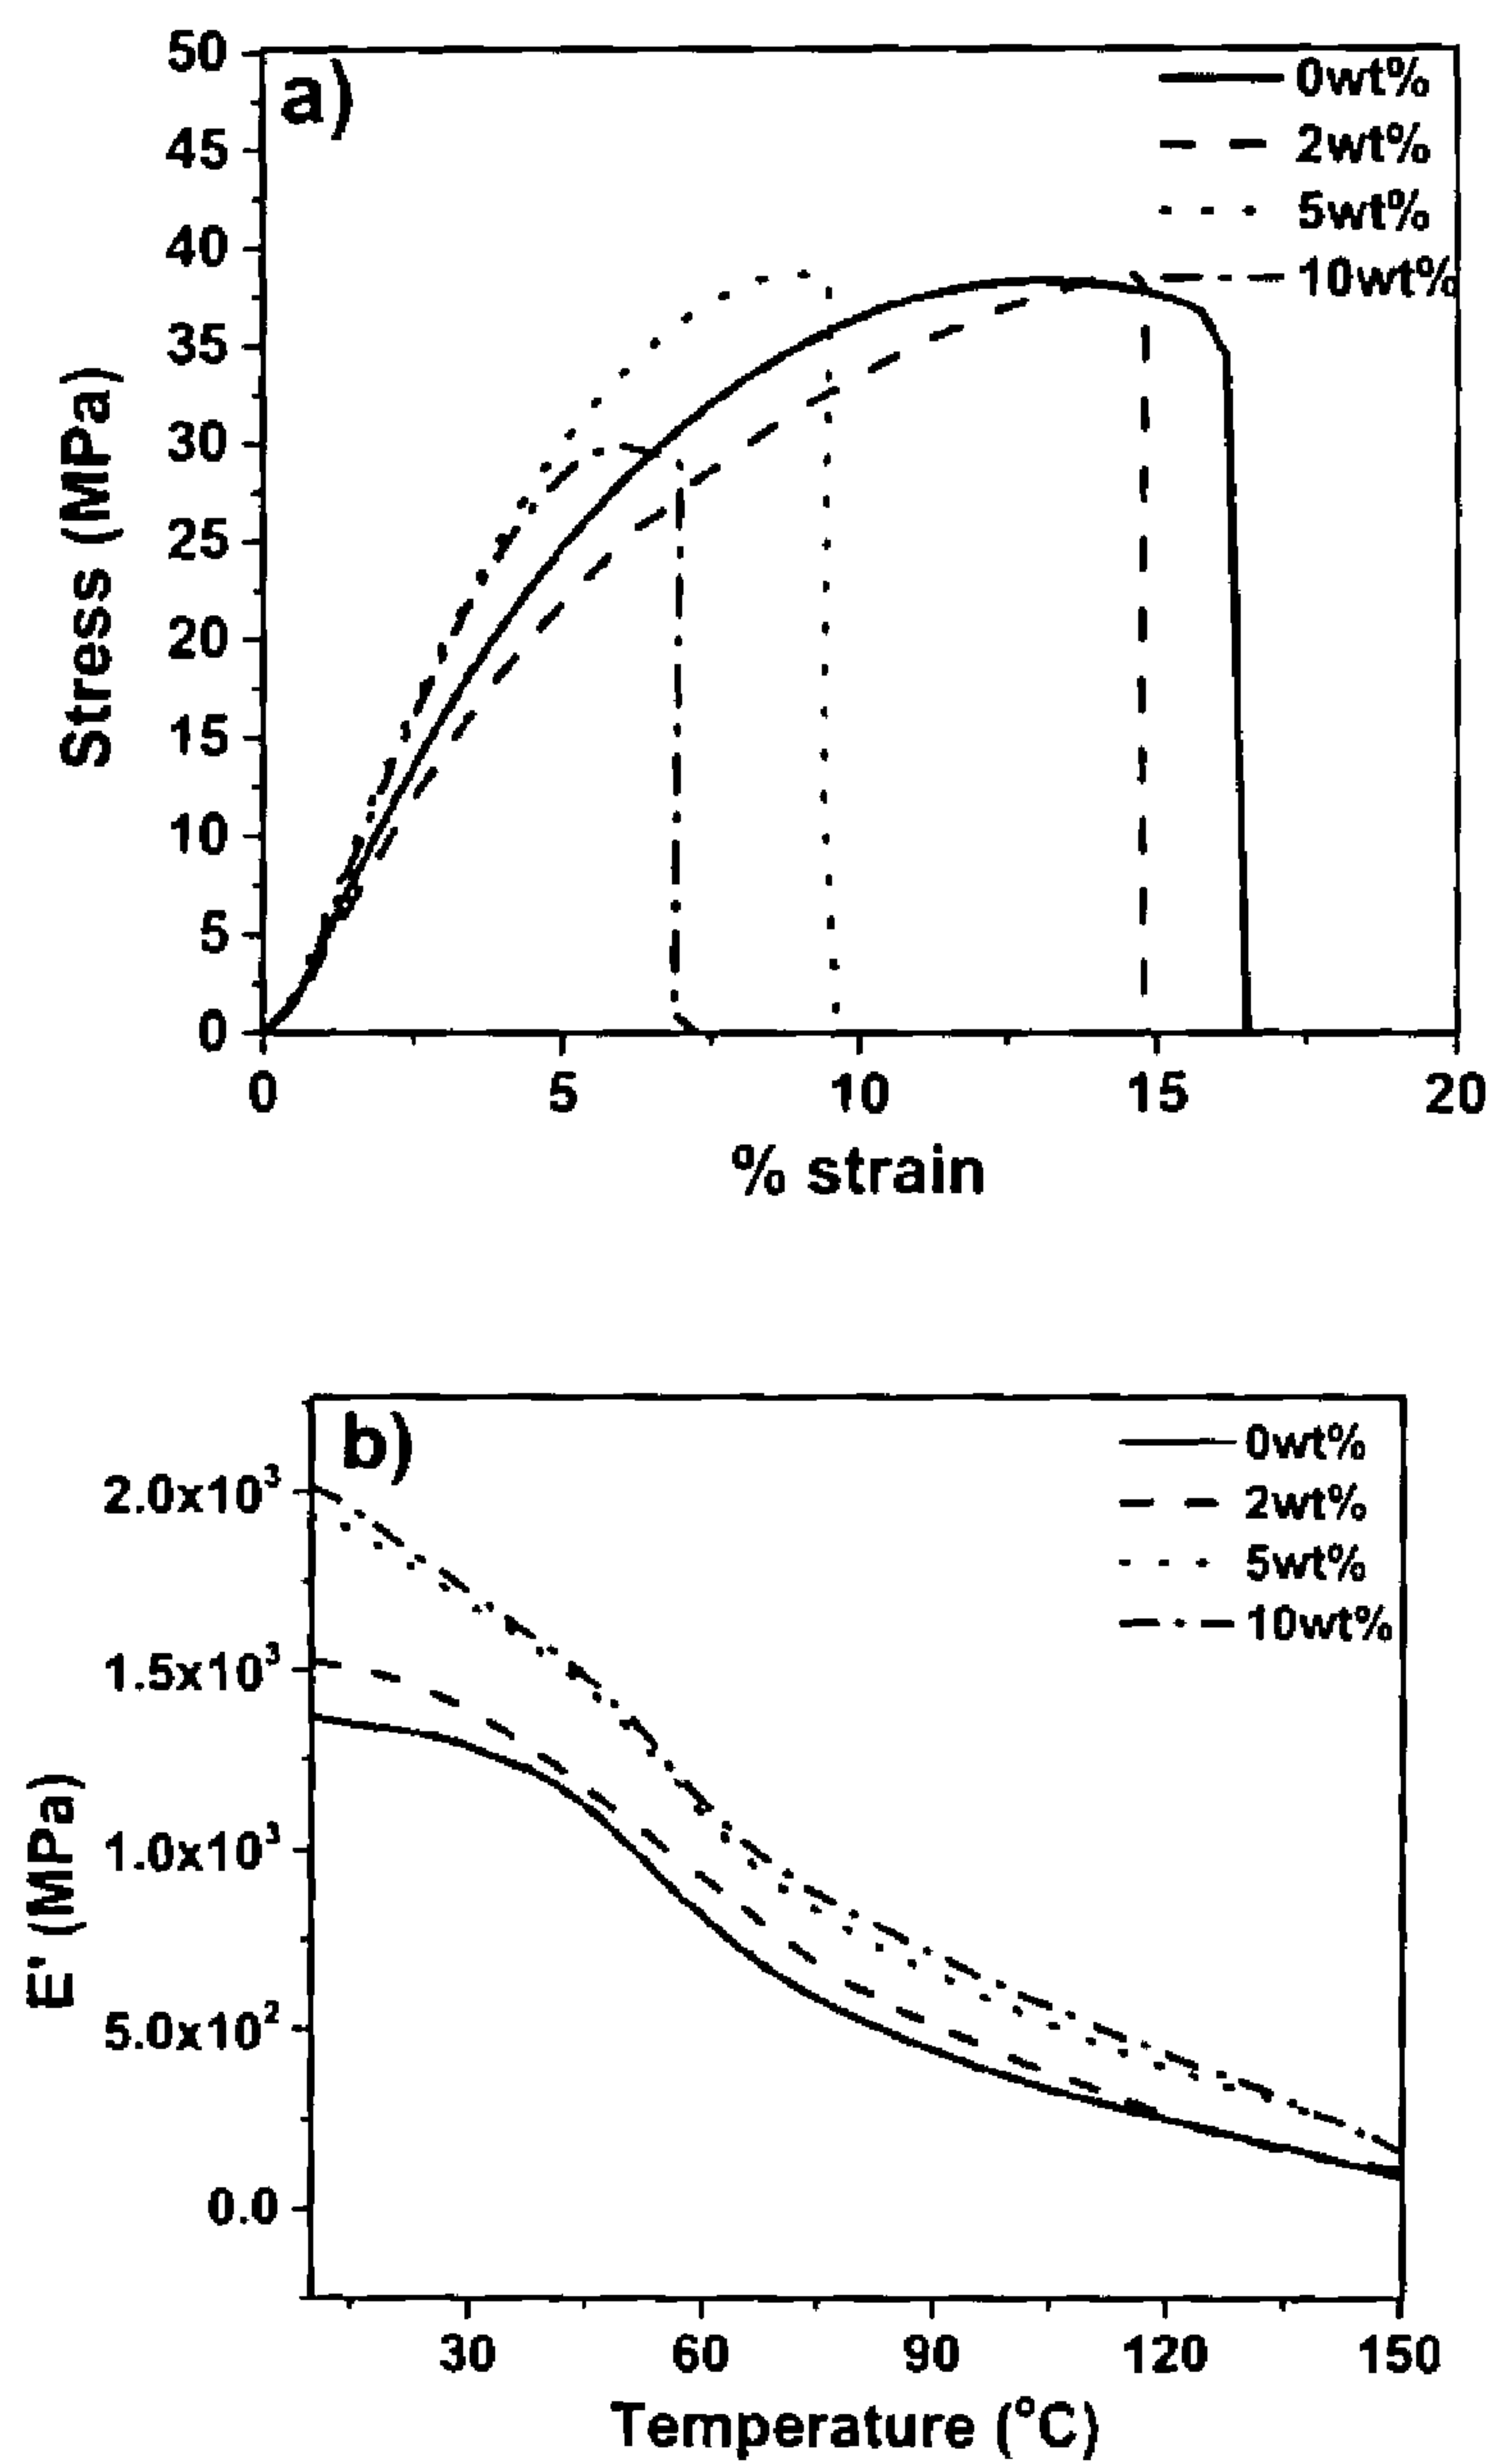 a)
50
45
40
35
30
25
20
15
10
5
0
Stress (MPa)
0wt%
2wt%
5wt%
10wt%
0 5 10 15 20
% strain
b)
2.0x10³
1.5x10³
1.0x10³
5.0x10²
0.0
E' (MPa)
0wt%
2wt%
5wt%
10wt%
30 60 90 120 150
Temperature (°C)